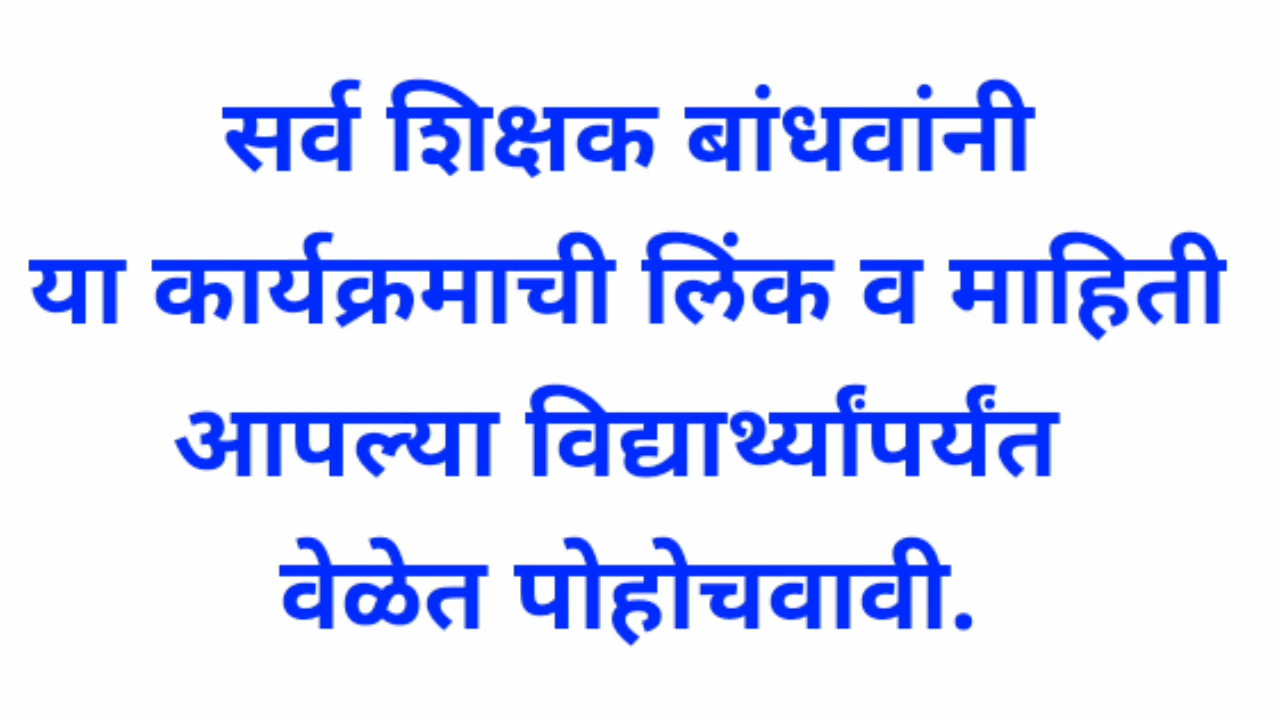 सर्व शिक्षक बांधवांनी
या कार्यक्रमाची लिंक व माहिती
आपल्या विद्यार्थ्यांपर्यंत
वेळेत पोहोचवावी.